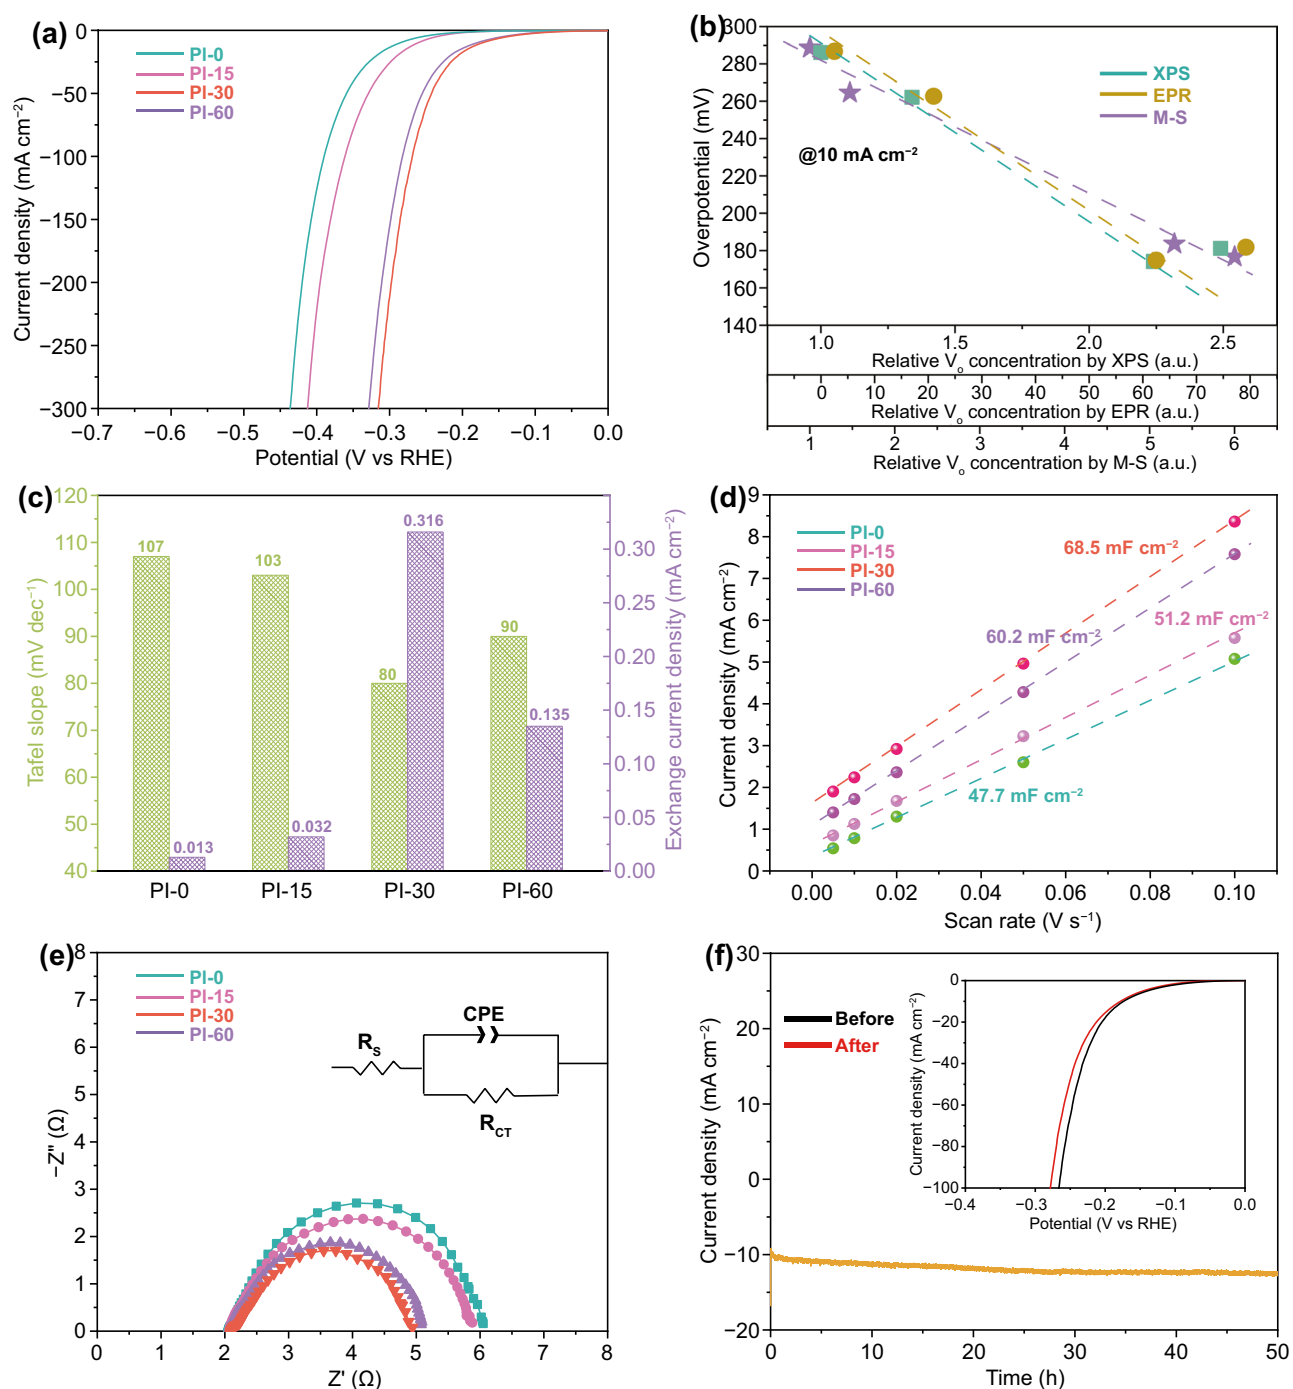 (a)
PI-0
PI-15
PI-30
PI-60
0
−50
−100
−150
−200
−250
−300
Current density (mA cm⁻²)
−0.7 −0.6 −0.5 −0.4 −0.3 −0.2 −0.1 0.0
Potential (V vs RHE)
(b)
XPS
EPR
M-S
@10 mA cm⁻²
300
280
260
240
220
200
180
160
140
Overpotential (mV)
1.0 1.5 2.0 2.5
Relative Vₒ concentration by XPS (a.u.)
0 10 20 30 40 50 60 70 80
Relative Vₒ concentration by EPR (a.u.)
1 2 3 4 5 6
Relative Vₒ concentration by M-S (a.u.)
(c)
120
110
100
90
80
70
60
50
40
Tafel slope (mV dec⁻¹)
107
0.013
103
0.032
80
0.316
90
0.135
0.30
0.25
0.20
0.15
0.10
0.05
0.00
Exchange current density (mA cm⁻²)
PI-0 PI-15 PI-30 PI-60
(d)
PI-0
PI-15
PI-30
PI-60
68.5 mF cm⁻²
60.2 mF cm⁻²
51.2 mF cm⁻²
47.7 mF cm⁻²
9
8
7
6
5
4
3
2
1
0
Current density (mA cm⁻²)
0.00 0.02 0.04 0.06 0.08 0.10
Scan rate (V s⁻¹)
(e)
PI-0
PI-15
PI-30
PI-60
CPE
R_S
R_CT
8
7
6
5
4
3
2
1
0
−Z'' (Ω)
0 1 2 3 4 5 6 7 8
Z' (Ω)
(f)
Before
After
30
20
10
0
−10
−20
Current density (mA cm⁻²)
0 10 20 30 40 50
Time (h)
0
−20
−40
−60
−80
−100
Current density (mA cm⁻²)
−0.4 −0.3 −0.2 −0.1 0.0
Potential (V vs RHE)